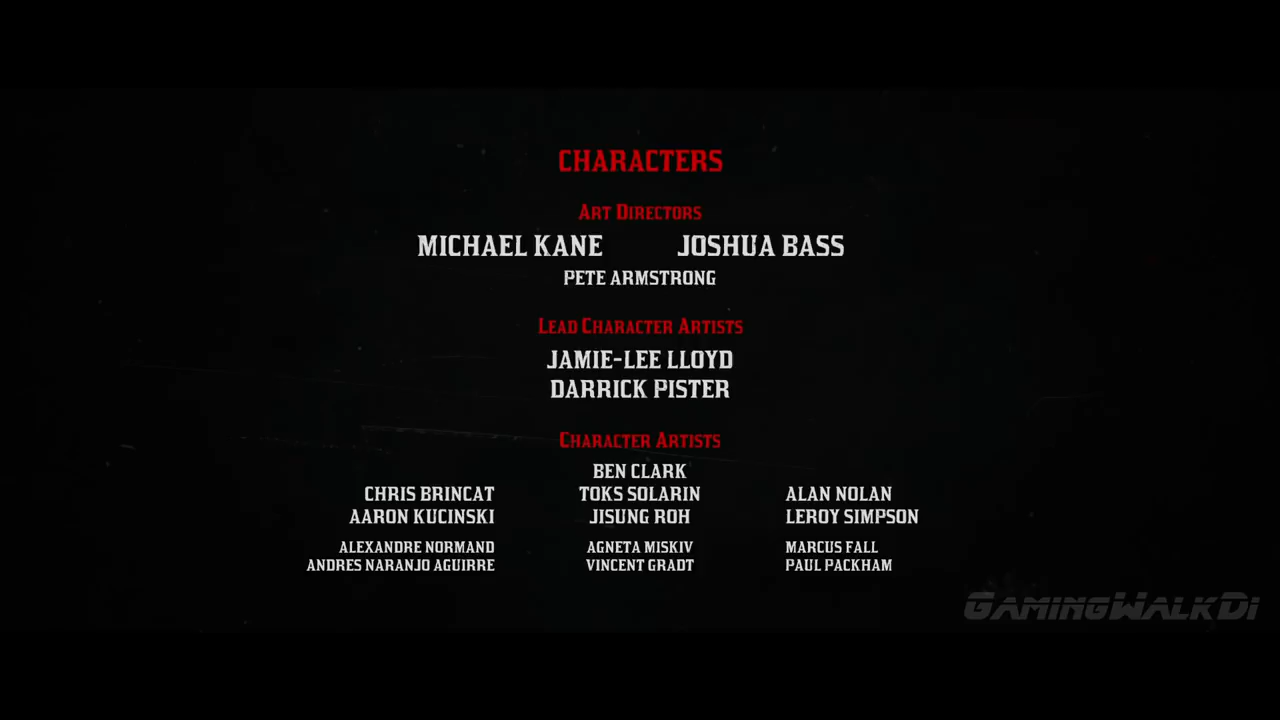 CHARACTERS
ART DIRECTORS
MICHAEL KANE JOSHUA BASS
PETE ARMSTRONG
LEAD CHARACTER ARTISTS
JAMIE-LEE LLOYD
DARRICK PISTER
CHARACTER ARTISTS
BEN CLARK
CHRIS BRINCAT TOKS SOLARIN ALAN NOLAN
AARON KUCINSKI JISUNG ROH LEROY SIMPSON
ALEXANDRE NORMAND AGNETA MISKIV MARCUS FALL
ANDRES NARANJO AGUIRRE VINCENT GRADT PAUL PACKHAM
GAMINGWALKDI